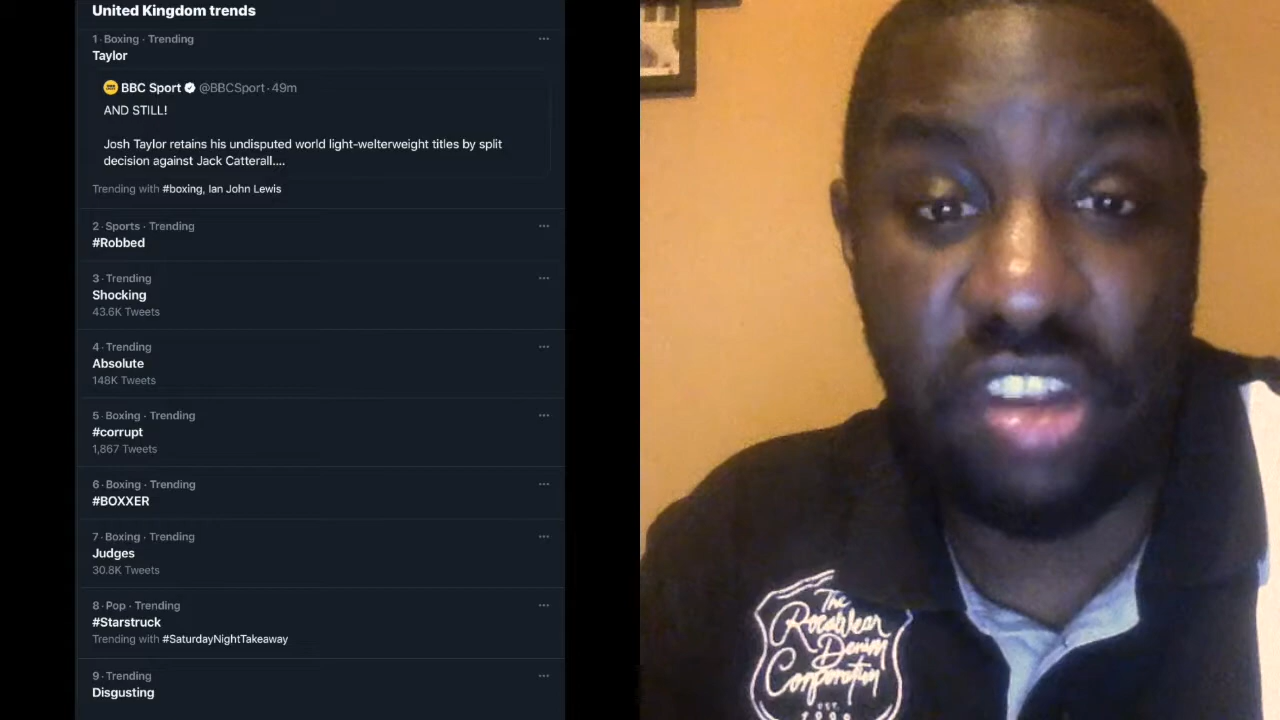 United Kingdom trends
1 · Boxing · Trending
Taylor
BBC Sport @BBCSport · 49m
AND STILL!
Josh Taylor retains his undisputed world light-welterweight titles by split
decision against Jack Catterall....
Trending with #boxing, Ian John Lewis
2 · Sports · Trending
#Robbed
3 · Trending
Shocking
43.6K Tweets
4 · Trending
Absolute
148K Tweets
5 · Boxing · Trending
#corrupt
1,867 Tweets
6 · Boxing · Trending
#BOXXER
7 · Boxing · Trending
Judges
30.8K Tweets
8 · Pop · Trending
#Starstruck
Trending with #SaturdayNightTakeaway
9 · Trending
Disgusting
The
RocaWear
Denim
Corporation
EST.